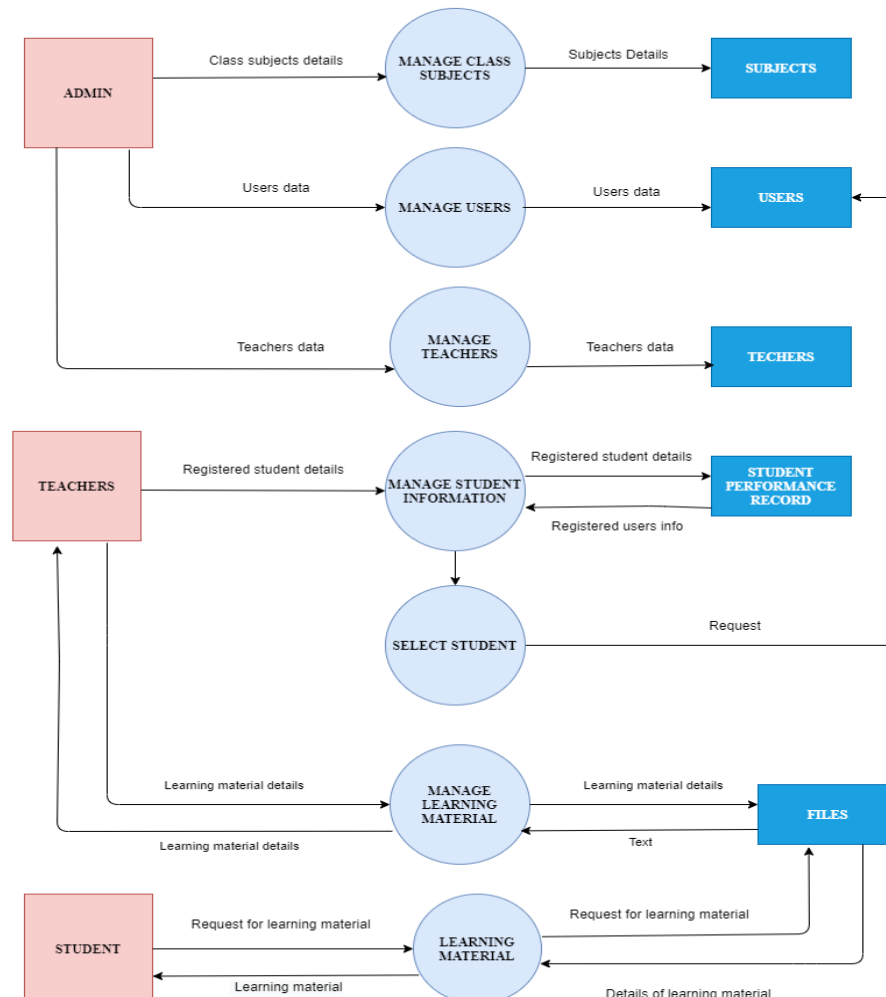 Class subjects details
MANAGE CLASS
SUBJECTS
Subjects Details
SUBJECTS
ADMIN
Users data
MANAGE USERS
Users data
USERS
Teachers data
MANAGE
TEACHERS
Teachers data
TECHERS
TEACHERS
Registered student details
MANAGE STUDENT
INFORMATION
Registered student details
STUDENT
PERFORMANCE
RECORD
Registered users info
SELECT STUDENT
Request
Learning material details
MANAGE
LEARNING
MATERIAL
Learning material details
FILES
Learning material details
Text
STUDENT
Request for learning material
LEARNING
MATERIAL
Request for learning material
Learning material
Details of learning material